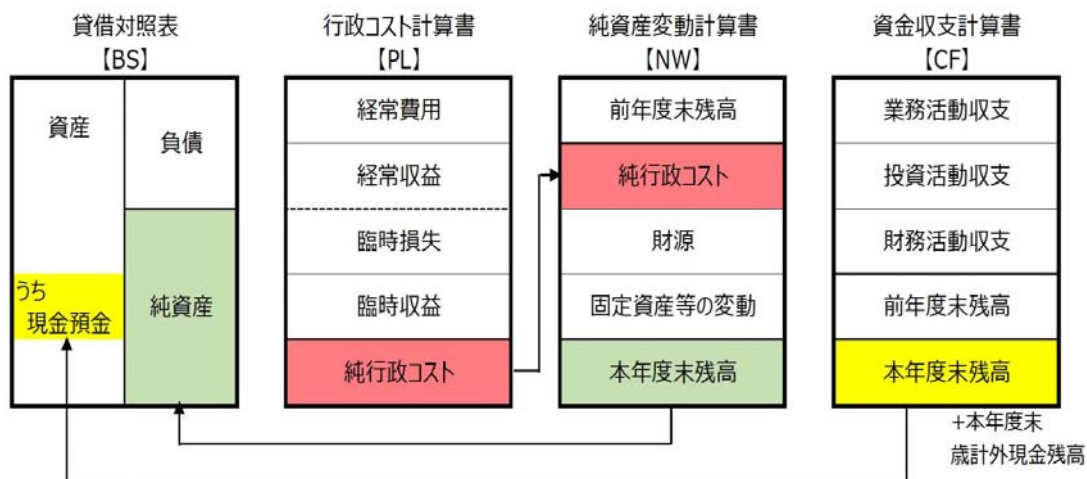 貸借対照表
【BS】
資産
負債
うち
現金預金
純資産
行政コスト計算書
【PL】
経常費用
経常収益
臨時損失
臨時収益
純行政コスト
純資産変動計算書
【NW】
前年度末残高
純行政コスト
財源
固定資産等の変動
本年度末残高
資金収支計算書
【CF】
業務活動収支
投資活動収支
財務活動収支
前年度末残高
本年度末残高
+本年度末
歳計外現金残高